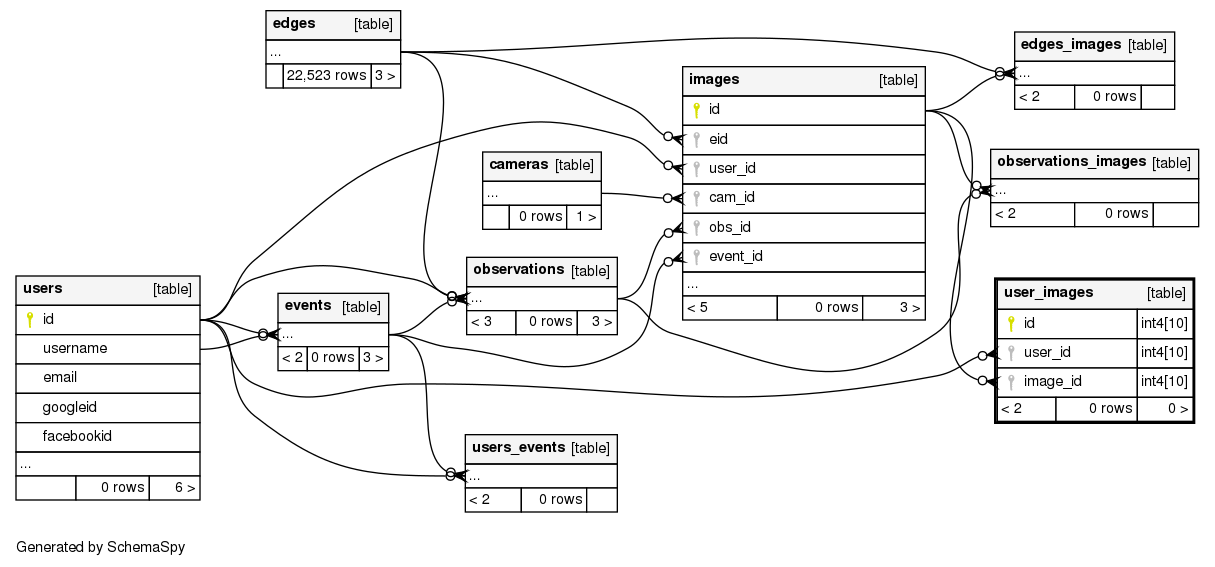 edges [table]
...
22,523 rows 3 >
edges_images [table]
...
< 2 0 rows
images [table]
id
eid
user_id
cam_id
obs_id
event_id
...
< 5 0 rows 3 >
cameras [table]
...
0 rows 1 >
observations_images [table]
...
< 2 0 rows
observations [table]
...
< 3 0 rows 3 >
users [table]
id
username
email
googleid
facebookid
...
0 rows 6 >
events [table]
...
< 2 0 rows 3 >
user_images [table]
id int4[10]
user_id int4[10]
image_id int4[10]
< 2 0 rows 0 >
users_events [table]
...
< 2 0 rows
Generated by SchemaSpy